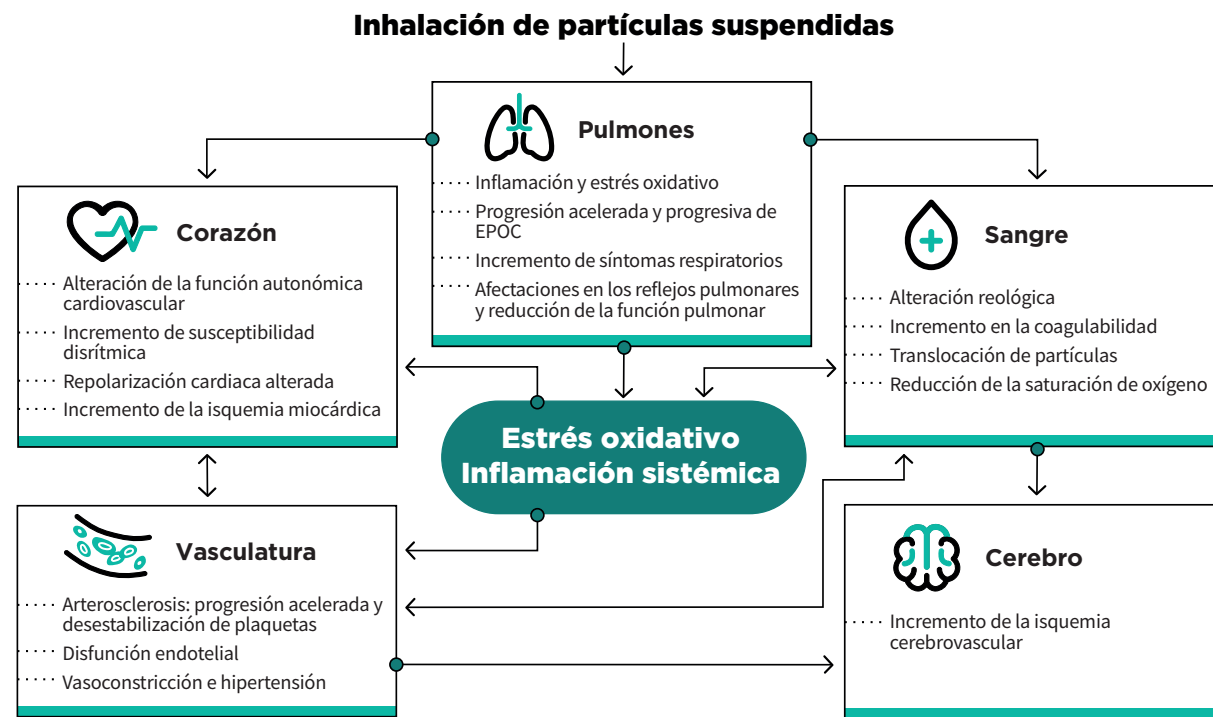 Inhalación de partículas suspendidas
Pulmones
Inflamación y estrés oxidativo
Progresión acelerada y progresiva de
EPOC
Incremento de síntomas respiratorios
Afectaciones en los reflejos pulmonares
y reducción de la función pulmonar
Corazón
Alteración de la función autonómica
cardiovascular
Incremento de susceptibilidad
disrítmica
Repolarización cardiaca alterada
Incremento de la isquemia miocárdica
Sangre
Alteración reológica
Incremento en la coagulabilidad
Translocación de partículas
Reducción de la saturación de oxígeno
Estrés oxidativo
Inflamación sistémica
Vasculatura
Arterosclerosis: progresión acelerada y
desestabilización de plaquetas
Disfunción endotelial
Vasoconstricción e hipertensión
Cerebro
Incremento de la isquemia
cerebrovascular